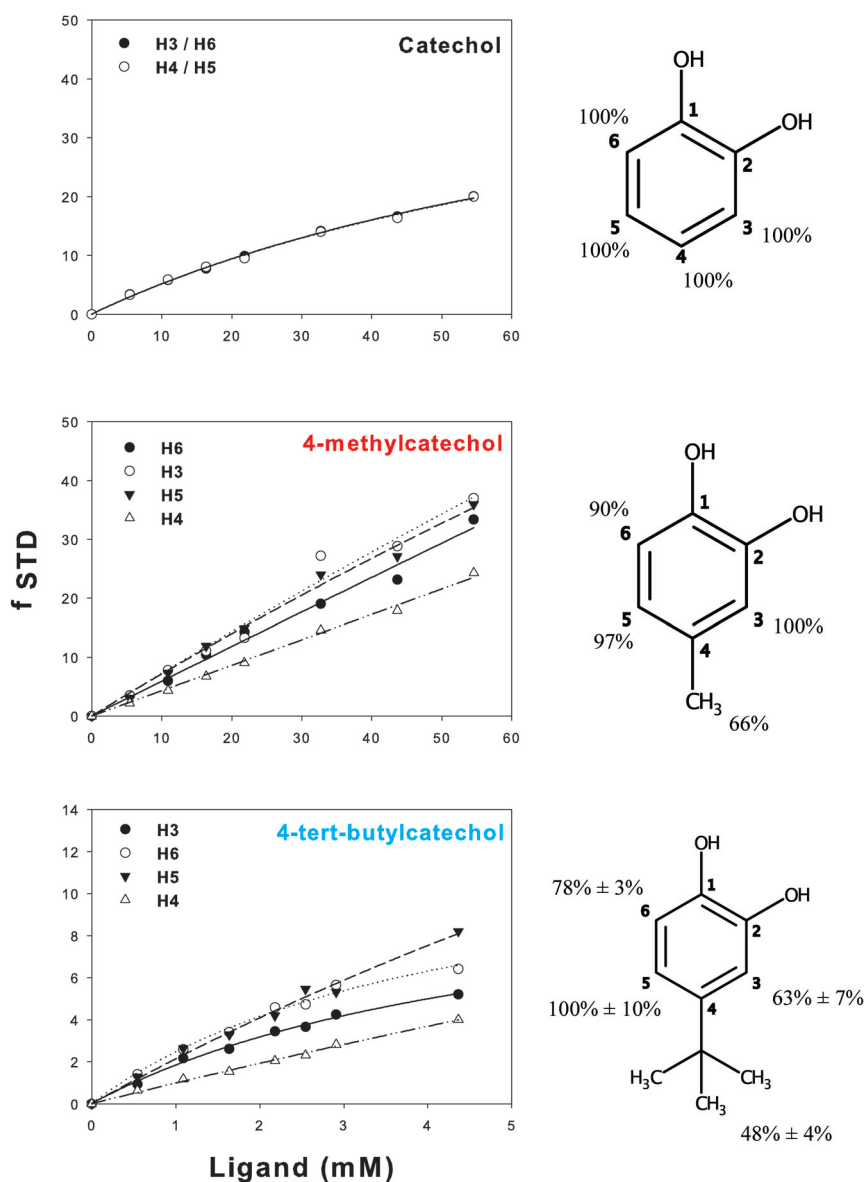 50
40
30
20
10
0
H3 / H6
H4 / H5
Catechol
0 10 20 30 40 50 60
OH
OH
1
2
3
4
5
6
100%
100%
100%
100%
f STD
50
40
30
20
10
0
H6
H3
H5
H4
4-methylcatechol
0 10 20 30 40 50 60
OH
OH
1
2
3
4
5
6
90%
97%
100%
CH3
66%
14
12
10
8
6
4
2
0
H3
H6
H5
H4
4-tert-butylcatechol
0 1 2 3 4 5
Ligand (mM)
OH
OH
1
2
3
4
5
6
78% ± 3%
100% ± 10%
63% ± 7%
H3C
CH3
CH3
48% ± 4%